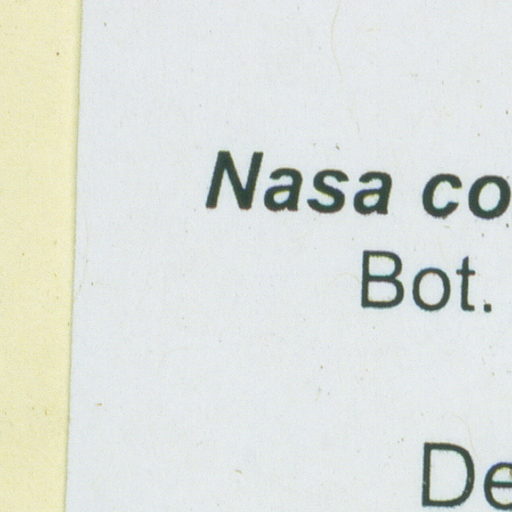 Nasa co
Bot.
De